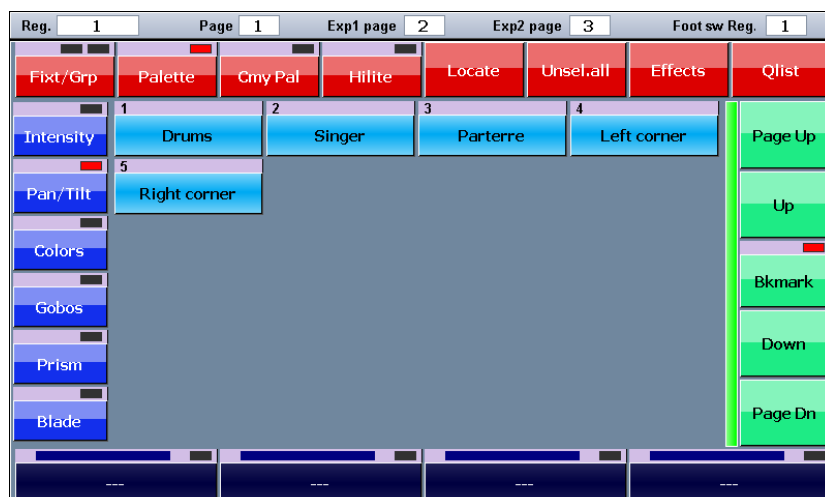 Reg. 1 Page 1 Exp1 page 2 Exp2 page 3 Foot sw Reg. 1
Fixt/Grp Palette Cmy Pal Hilite Locate Unsel.all Effects Qlist
1 2 3 4
Intensity Drums Singer Parterre Left corner Page Up
5
Pan/Tilt Right corner Up
Colors
Bkmark
Gobos
Down
Prism
Page Dn
Blade
--- --- --- ---